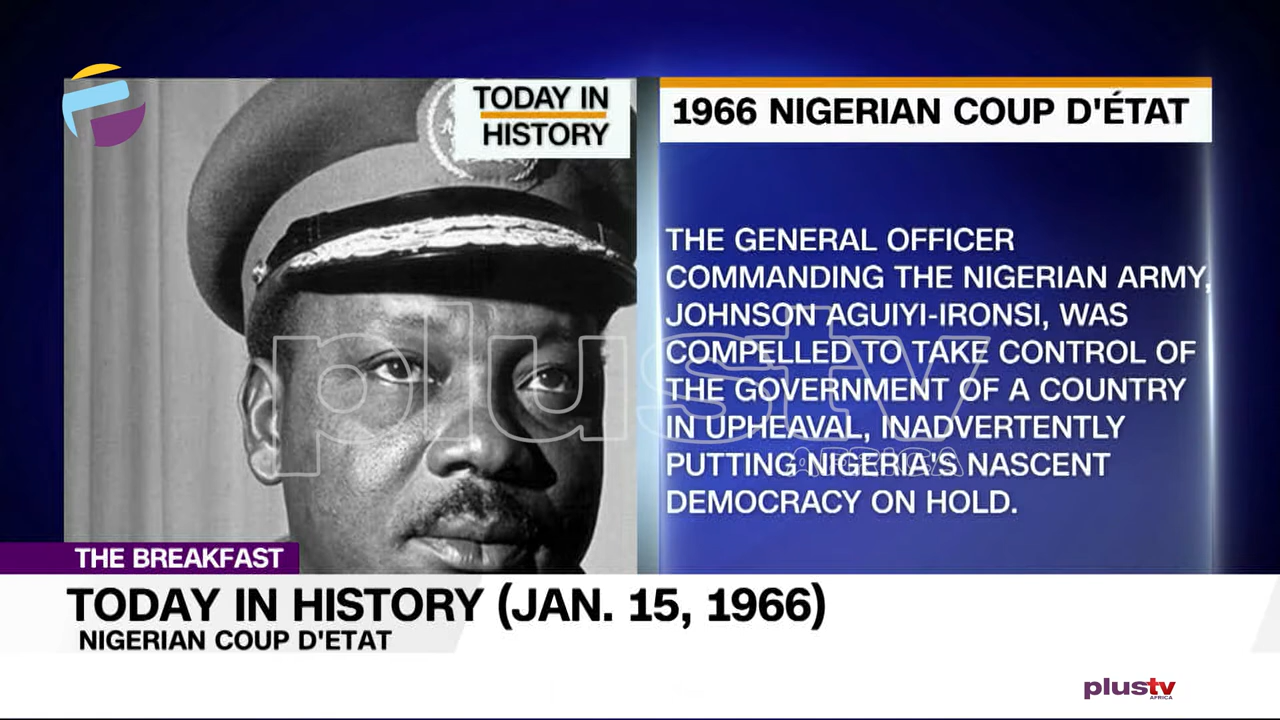 TODAY IN
HISTORY
1966 NIGERIAN COUP D'ÉTAT
THE GENERAL OFFICER
COMMANDING THE NIGERIAN ARMY,
JOHNSON AGUIYI-IRONSI, WAS
COMPELLED TO TAKE CONTROL OF
THE GOVERNMENT OF A COUNTRY
IN UPHEAVAL, INADVERTENTLY
PUTTING NIGERIA'S NASCENT
DEMOCRACY ON HOLD.
plustv
AFRICA
THE BREAKFAST
TODAY IN HISTORY (JAN. 15, 1966)
NIGERIAN COUP D'ETAT
plustv
AFRICA